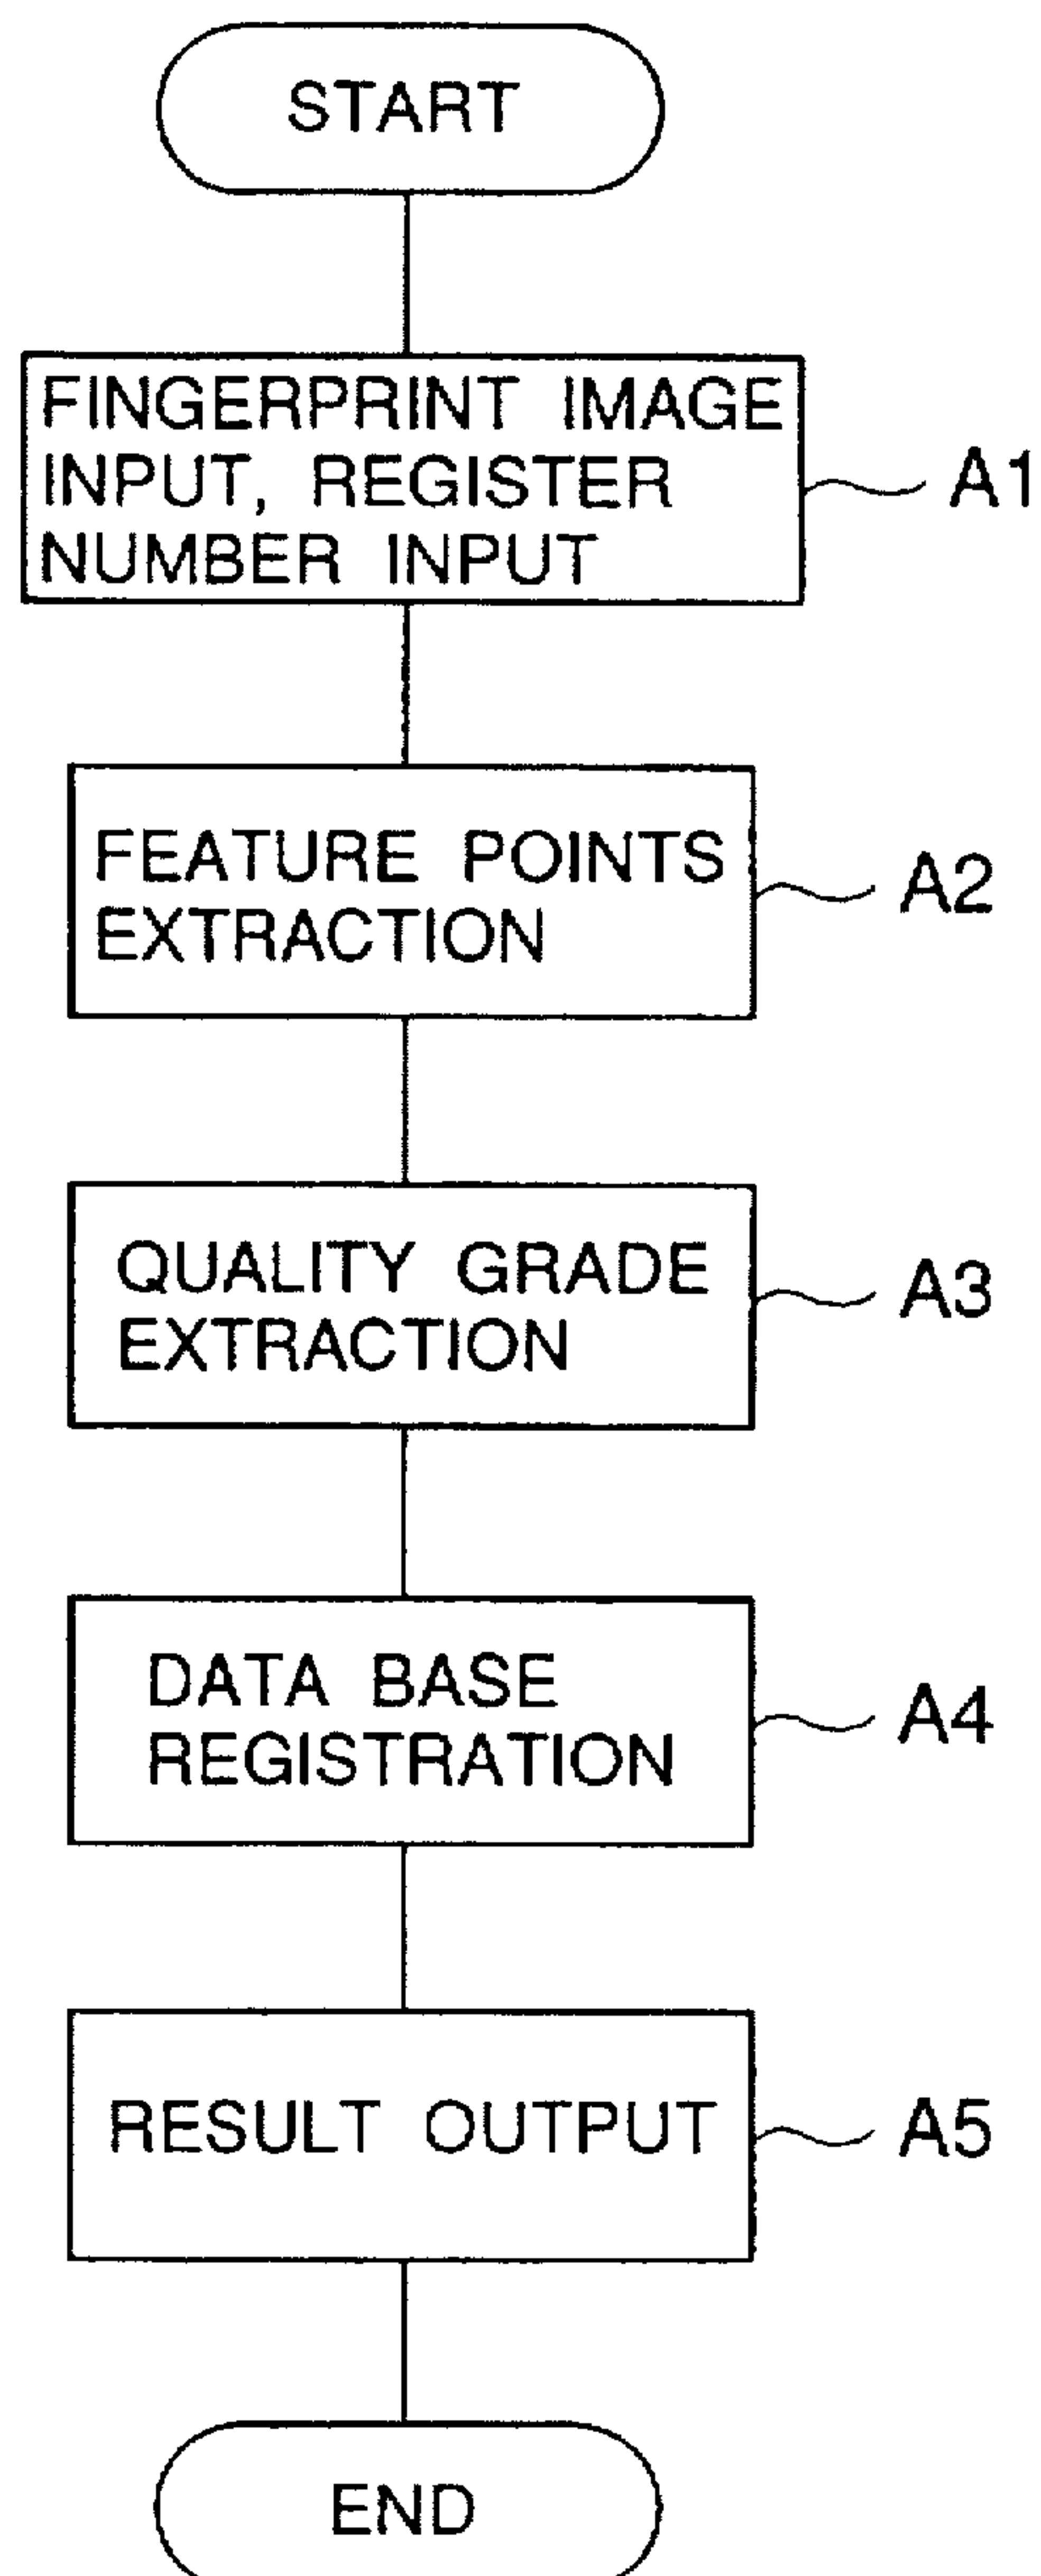 START
FINGERPRINT IMAGE
INPUT, REGISTER
NUMBER INPUT
A1
FEATURE POINTS
EXTRACTION
A2
QUALITY GRADE
EXTRACTION
A3
DATA BASE
REGISTRATION
A4
RESULT OUTPUT
A5
END